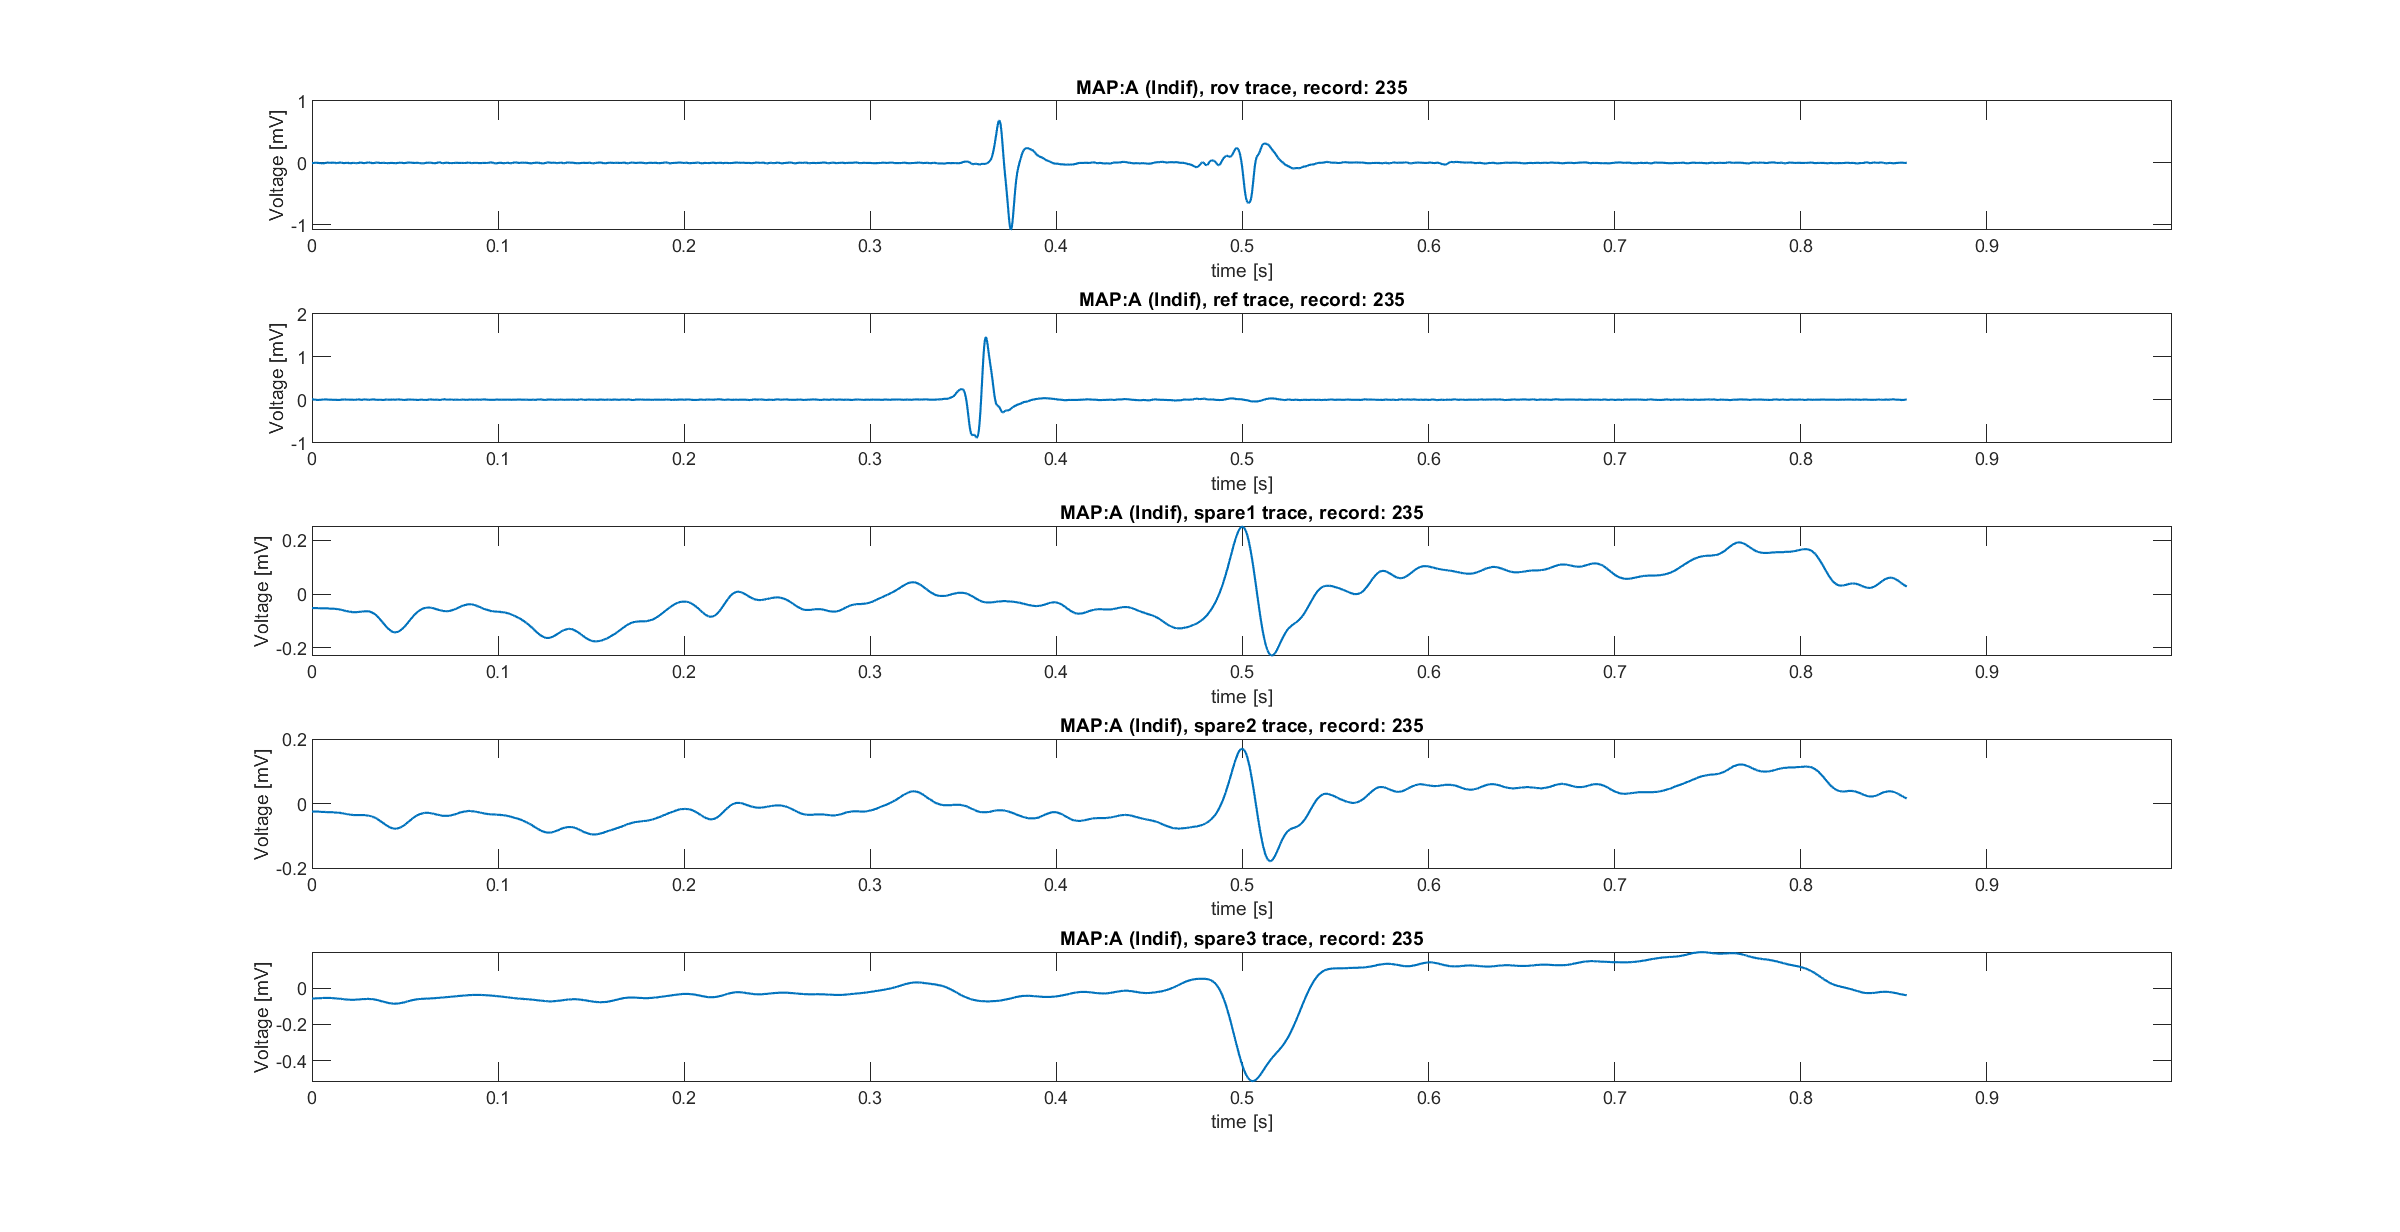 MAP:A (Indif), rov trace, record: 235
Voltage [mV]
1
0
-1
0 0.1 0.2 0.3 0.4 0.5 0.6 0.7 0.8 0.9
time [s]
MAP:A (Indif), ref trace, record: 235
Voltage [mV]
2
1
0
-1
0 0.1 0.2 0.3 0.4 0.5 0.6 0.7 0.8 0.9
time [s]
MAP:A (Indif), spare1 trace, record: 235
Voltage [mV]
0.2
0
-0.2
0 0.1 0.2 0.3 0.4 0.5 0.6 0.7 0.8 0.9
time [s]
MAP:A (Indif), spare2 trace, record: 235
Voltage [mV]
0.2
0
-0.2
0 0.1 0.2 0.3 0.4 0.5 0.6 0.7 0.8 0.9
time [s]
MAP:A (Indif), spare3 trace, record: 235
Voltage [mV]
0
-0.2
-0.4
0 0.1 0.2 0.3 0.4 0.5 0.6 0.7 0.8 0.9
time [s]